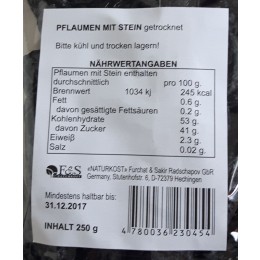 PFLAUMEN MIT STEIN getrocknet
Bitte kühl und trocken lagern!
NÄHRWERTANGABEN
Pflaumen mit Stein enthalten
durchschnittlich pro 100 g.
Brennwert 1034 kj 245 kcal
Fett 0.6 g
davon gesättigte Fettsäuren 0.2 g
Kohlenhydrate 53 g.
davon Zucker 41 g
Eiweiß 2.3 g.
Salz 0.02 g.
F&S «NATURKOST» Furchat & Sakir Radschapov GbR
Germany, Stutenhofstr. 6, D-72379 Hechingen
Mindestens haltbar bis:
31.12.2017
INHALT 250 g
4780036230454